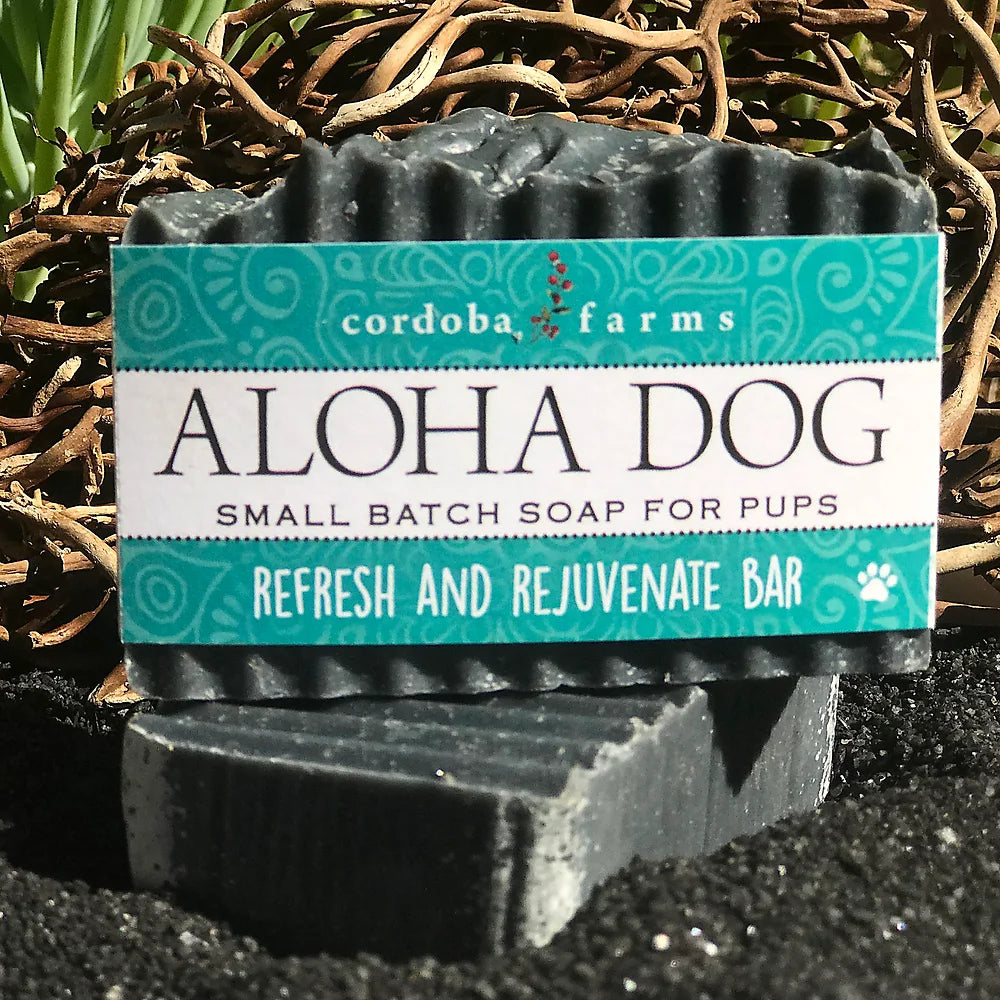 cordoba farms
ALOHA DOG
SMALL BATCH SOAP FOR PUPS
REFRESH AND REJUVENATE BAR